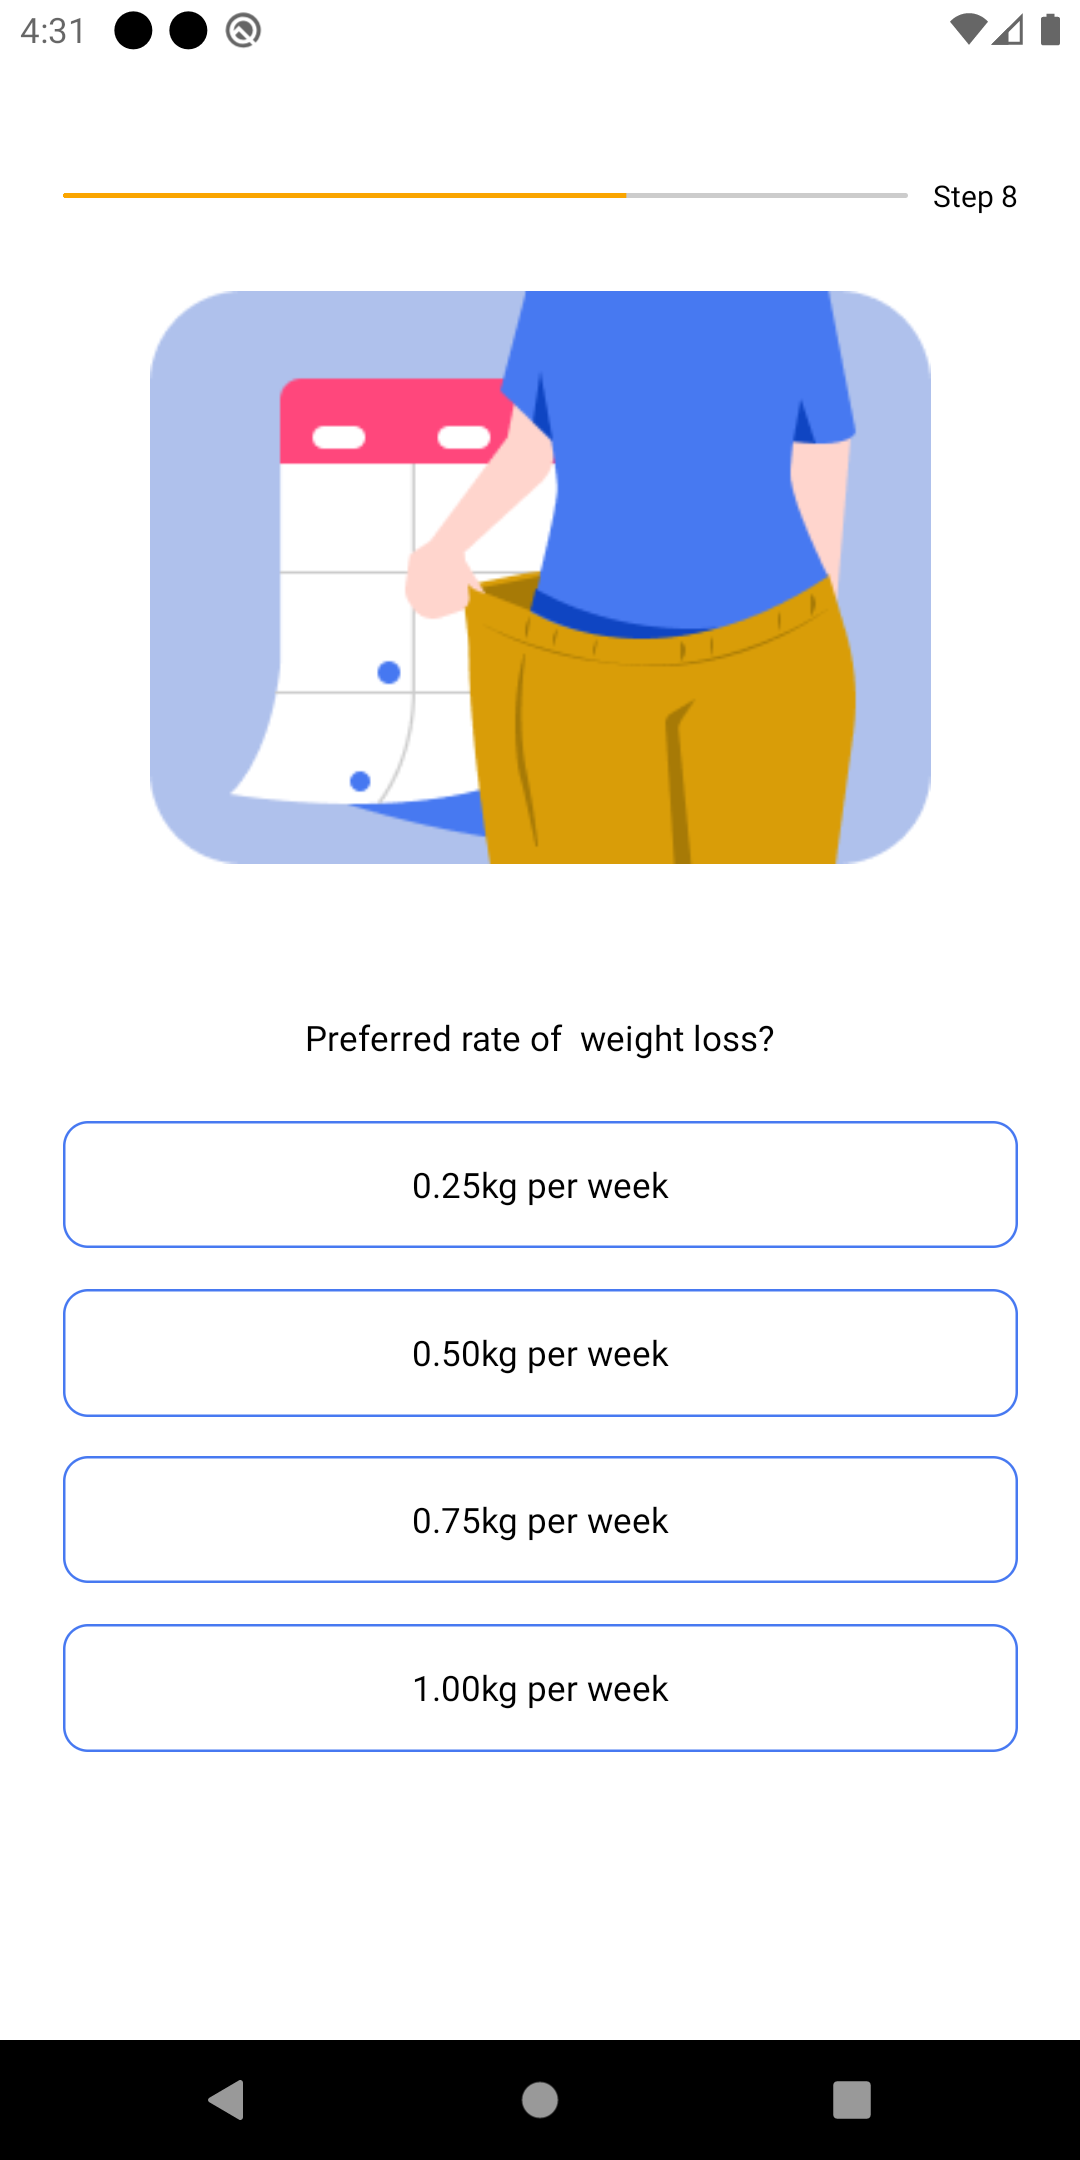 4:31
Step 8
Preferred rate of  weight loss?
0.25kg per week
0.50kg per week
0.75kg per week
1.00kg per week